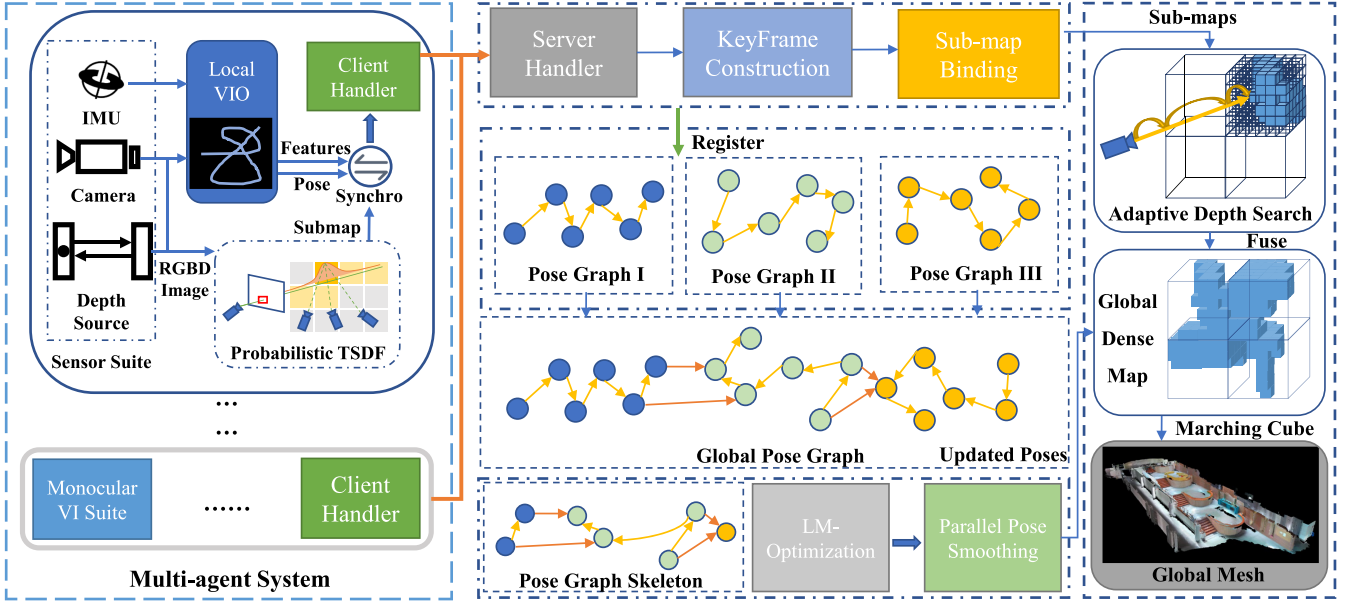 IMU
Camera
Depth
Source
Sensor Suite
Local
VIO
Client
Handler
Features
Pose
Synchro
Submap
RGBD
Image
Probabilistic TSDF
...
...
Monocular
VI Suite
......
Client
Handler
Multi-agent System
Server
Handler
KeyFrame
Construction
Sub-map
Binding
Register
Pose Graph I
Pose Graph II
Pose Graph III
Global Pose Graph
Updated Poses
Pose Graph Skeleton
LM-
Optimization
Parallel Pose
Smoothing
Sub-maps
Adaptive Depth Search
Fuse
Global
Dense
Map
Marching Cube
Global Mesh